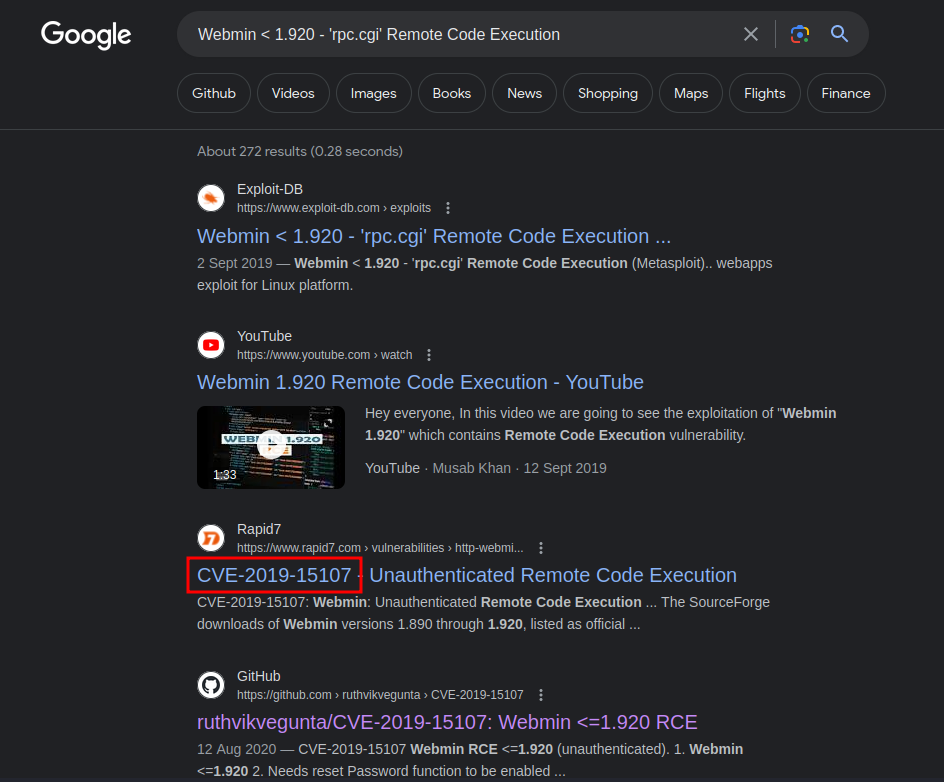 Google
Webmin < 1.920 - 'rpc.cgi' Remote Code Execution
Github Videos Images Books News Shopping Maps Flights Finance
About 272 results (0.28 seconds)
Exploit-DB
https://www.exploit-db.com › exploits
Webmin < 1.920 - 'rpc.cgi' Remote Code Execution ...
2 Sept 2019 — Webmin < 1.920 - 'rpc.cgi' Remote Code Execution (Metasploit).. webapps
exploit for Linux platform.
YouTube
https://www.youtube.com › watch
Webmin 1.920 Remote Code Execution - YouTube
WEBMIN 1.920
1:33
Hey everyone, In this video we are going to see the exploitation of "Webmin
1.920" which contains Remote Code Execution vulnerability.
YouTube · Musab Khan · 12 Sept 2019
Rapid7
https://www.rapid7.com › vulnerabilities › http-webmi...
CVE-2019-15107 - Unauthenticated Remote Code Execution
CVE-2019-15107: Webmin: Unauthenticated Remote Code Execution ... The SourceForge
downloads of Webmin versions 1.890 through 1.920, listed as official ...
GitHub
https://github.com › ruthvikvegunta › CVE-2019-15107
ruthvikvegunta/CVE-2019-15107: Webmin <=1.920 RCE
12 Aug 2020 — CVE-2019-15107 Webmin RCE <=1.920 (unauthenticated). 1. Webmin
<=1.920 2. Needs reset Password function to be enabled ...